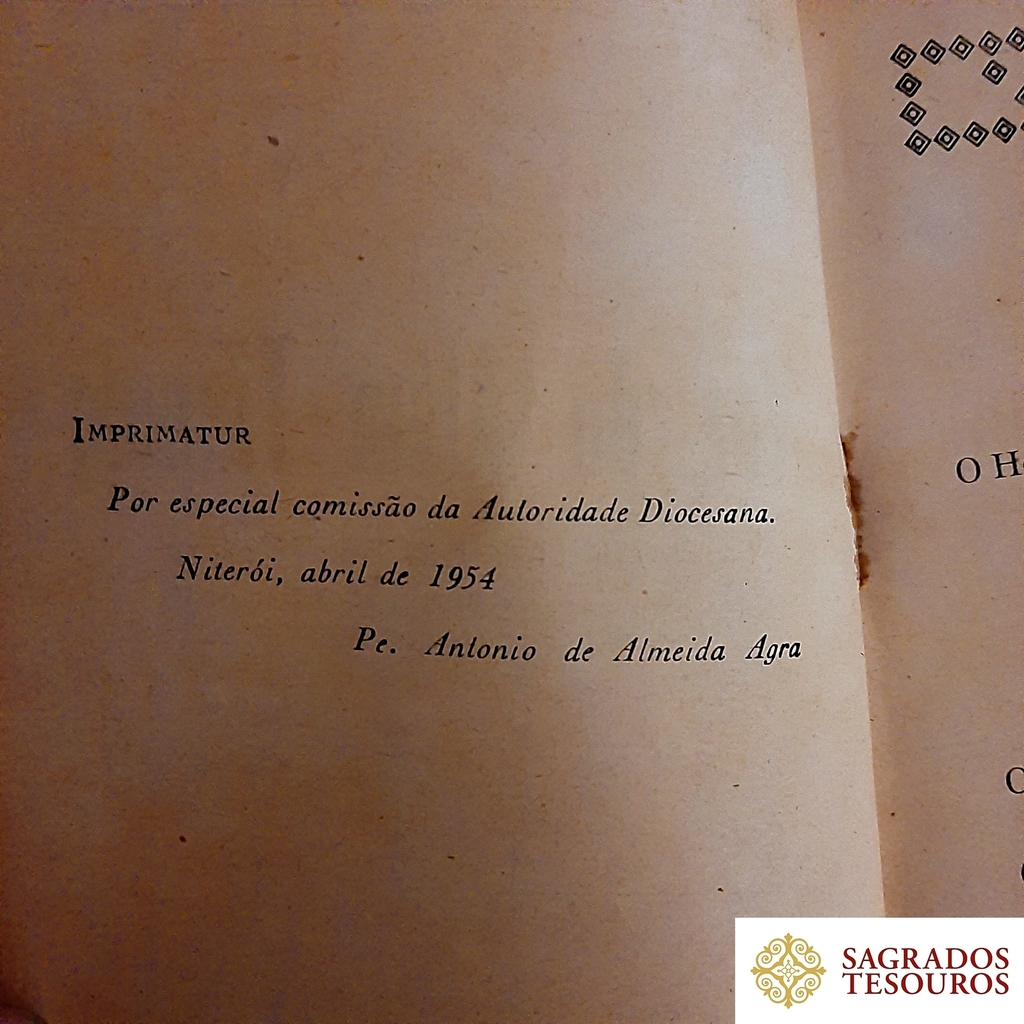 IMPRIMATUR
Por especial comissão da Autoridade Diocesana.
Niterói, abril de 1954
Pe. Antonio de Almeida Agra
O
SAGRADOS
TESOUROS